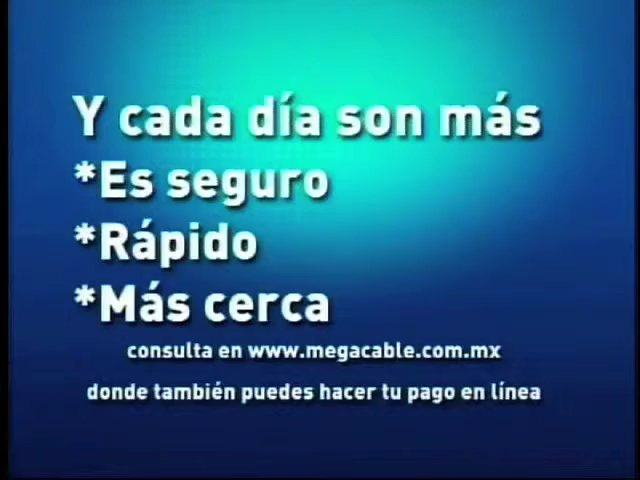 Y cada día son más
*Es seguro
*Rápido
*Más cerca
consulta en www.megacable.com.mx
donde también puedes hacer tu pago en línea